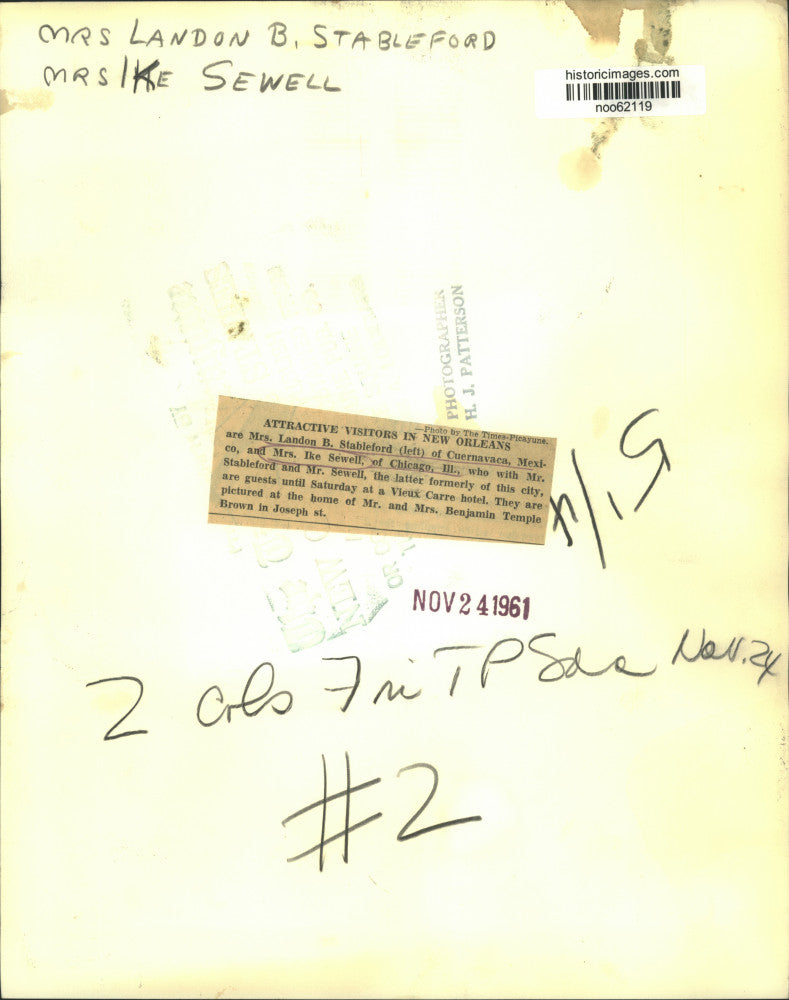 MRS LANDON B. STABLEFORD
MRS IKE SEWELL
historicimages.com
noo62119
PHOTOGRAPHER
H. J. PATTERSON
—Photo by The Times-Picayune.
ATTRACTIVE VISITORS IN NEW ORLEANS
are Mrs. Landon B. Stableford (left) of Cuernavaca, Mexi-
co, and Mrs. Ike Sewell, of Chicago, Ill., who with Mr.
Stableford and Mr. Sewell, the latter formerly of this city,
are guests until Saturday at a Vieux Carre hotel. They are
pictured at the home of Mr. and Mrs. Benjamin Temple
Brown in Joseph st.
NOV 24 1961
2 cols Fri TP Nov. 24
#2